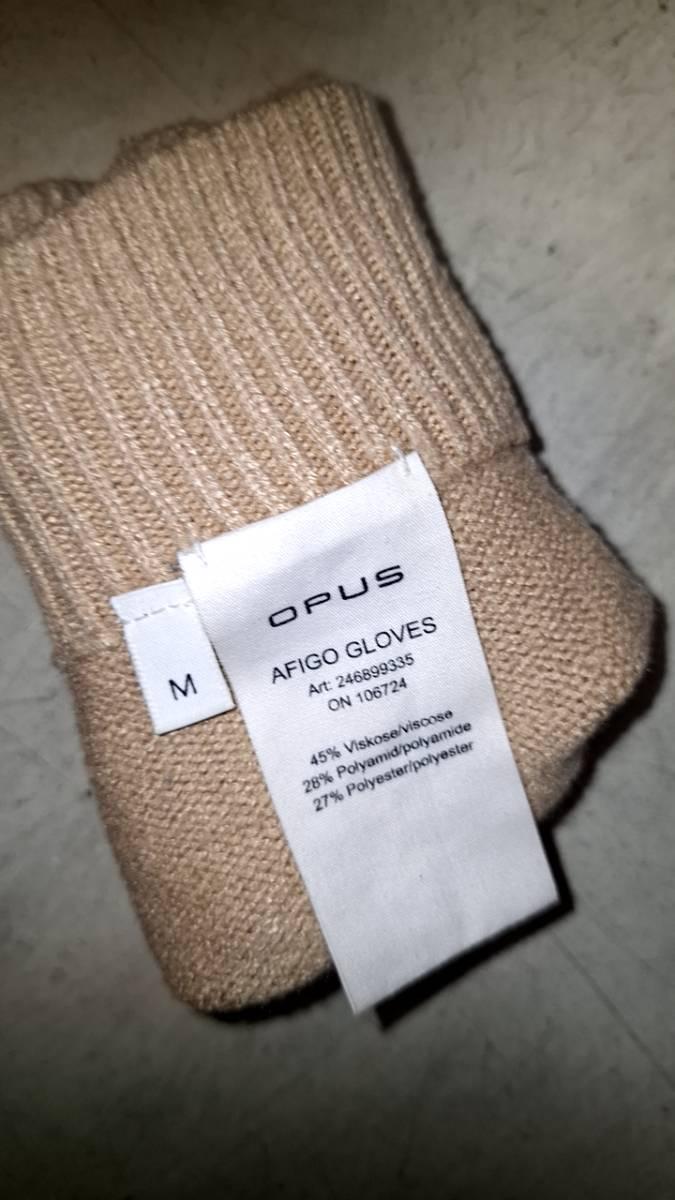 OPUS
AFIGO GLOVES
Art: 246899335
ON 106724
45% Viskose/viscose
28% Polyamid/polyamide
27% Polyester/polyester
M